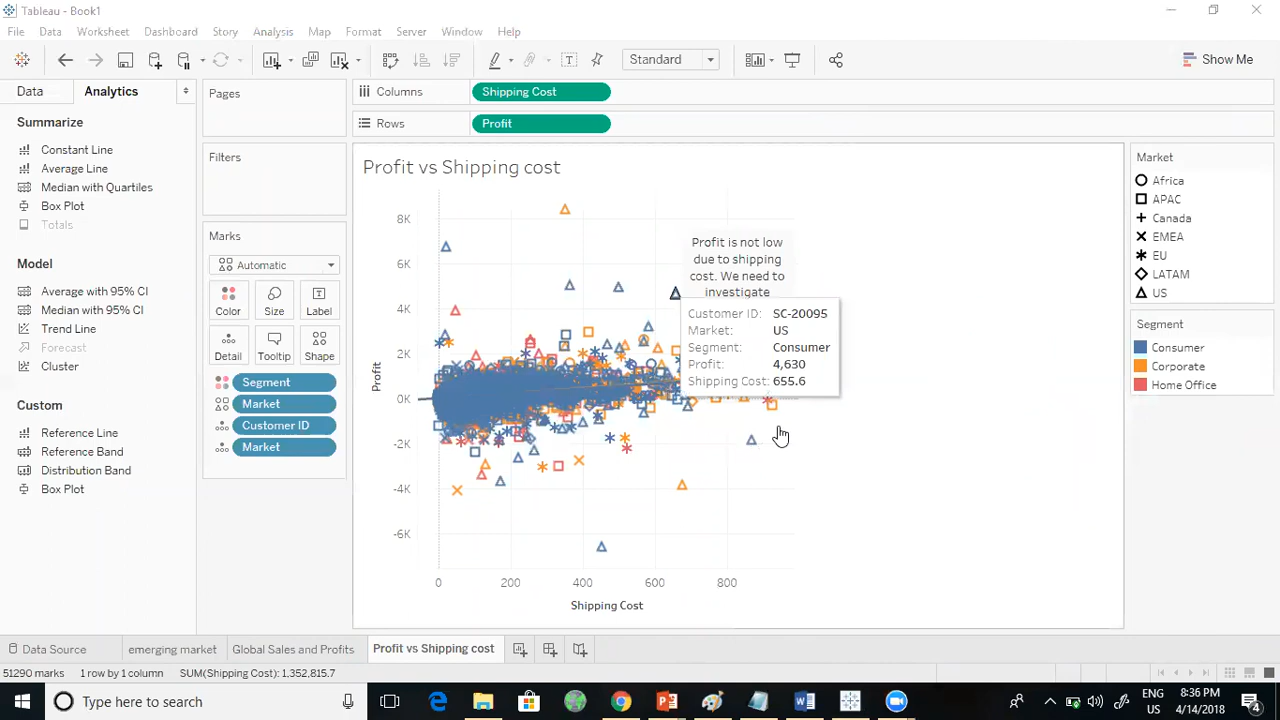 Tableau - Book1
File Data Worksheet Dashboard Story Analysis Map Format Server Window Help
Standard
Show Me
Data Analytics
Pages
Columns Shipping Cost
Rows Profit
Summarize
Constant Line
Average Line
Median with Quartiles
Box Plot
Totals
Model
Average with 95% CI
Median with 95% CI
Trend Line
Forecast
Cluster
Custom
Reference Line
Reference Band
Distribution Band
Box Plot
Filters
Marks
Automatic
Color Size Label
Detail Tooltip Shape
Segment
Market
Customer ID
Market
Profit vs Shipping cost
8K
6K
4K
2K
0K
-2K
-4K
-6K
Profit
0 200 400 600 800
Shipping Cost
Profit is not low
due to shipping
cost. We need to
investigate
Customer ID: SC-20095
Market: US
Segment: Consumer
Profit: 4,630
Shipping Cost: 655.6
Market
Africa
APAC
Canada
EMEA
EU
LATAM
US
Segment
Consumer
Corporate
Home Office
Data Source emerging market Global Sales and Profits Profit vs Shipping cost
51290 marks 1 row by 1 column SUM(Shipping Cost): 1,352,815.7
Type here to search
ENG
US
8:36 PM
4/14/2018
4